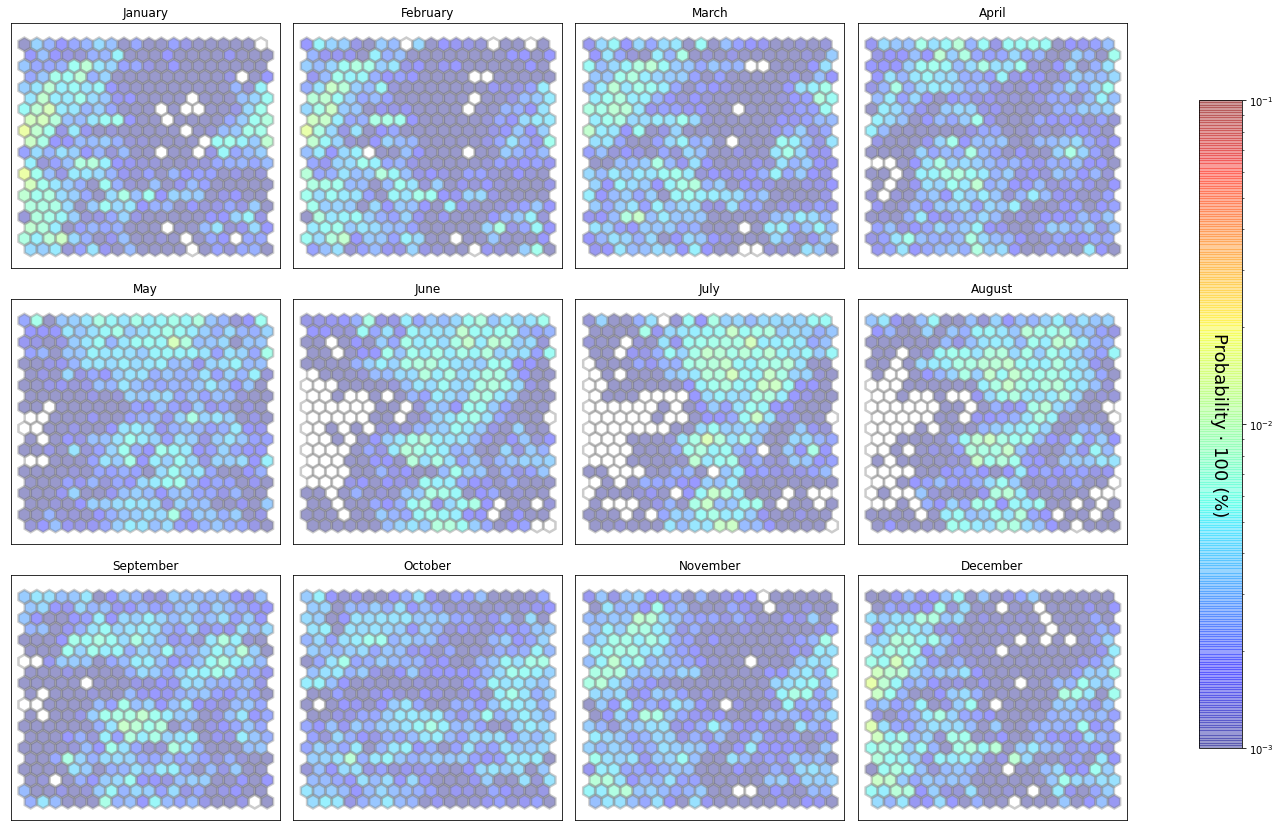 January
February
March
April
May
June
July
August
September
October
November
December
10⁻¹
10⁻²
10⁻³
Probability · 100 (%)